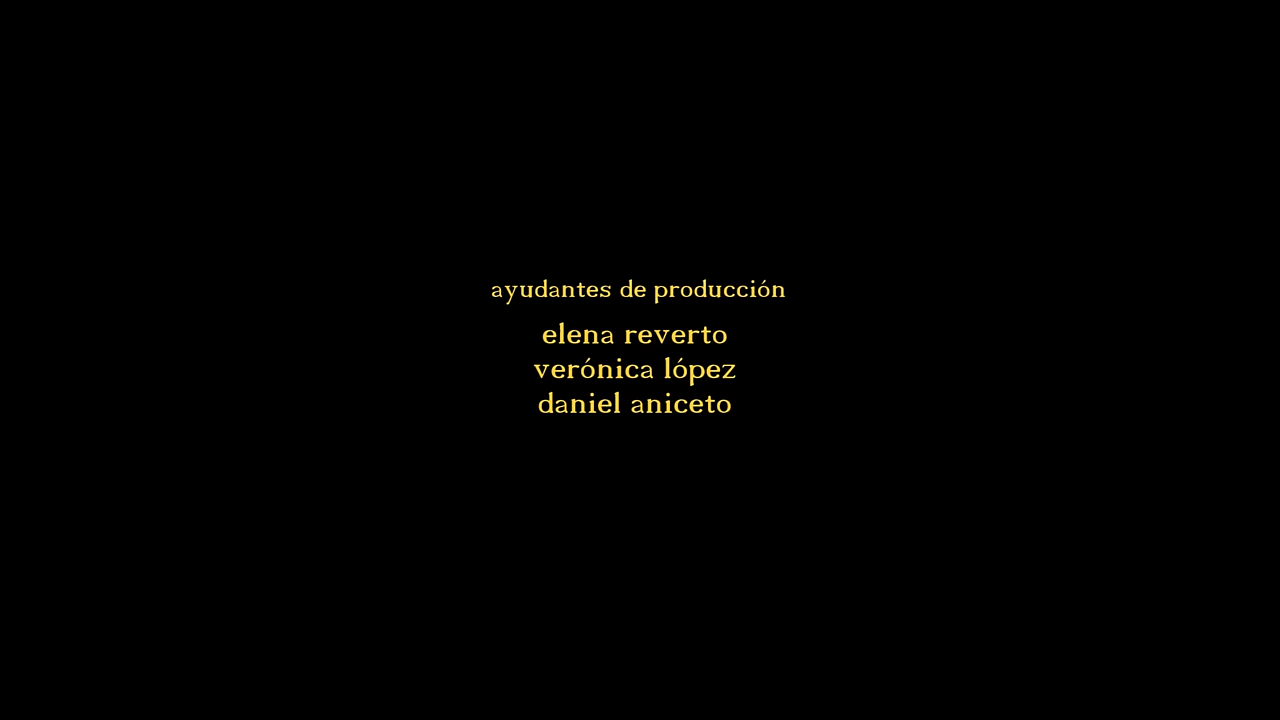 ayudantes de producción
elena reverto
verónica lópez
daniel aniceto